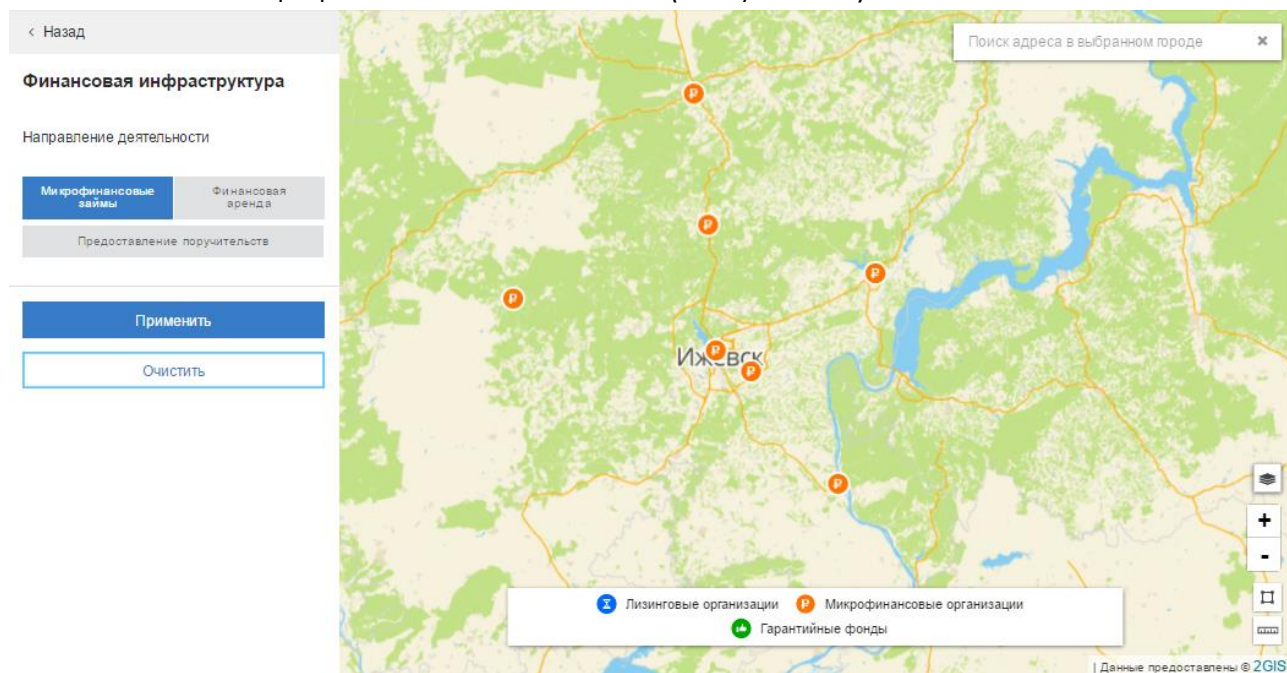 < Назад
Финансовая инфраструктура
Направление деятельности
Микрофинансовые
займы
Финансовая
аренда
Предоставление поручительств
Применить
Очистить
Поиск адреса в выбранном городе
Ижевск
+
-
Лизинговые организации
Микрофинансовые организации
Гарантийные фонды
| Данные предоставлены © 2GIS